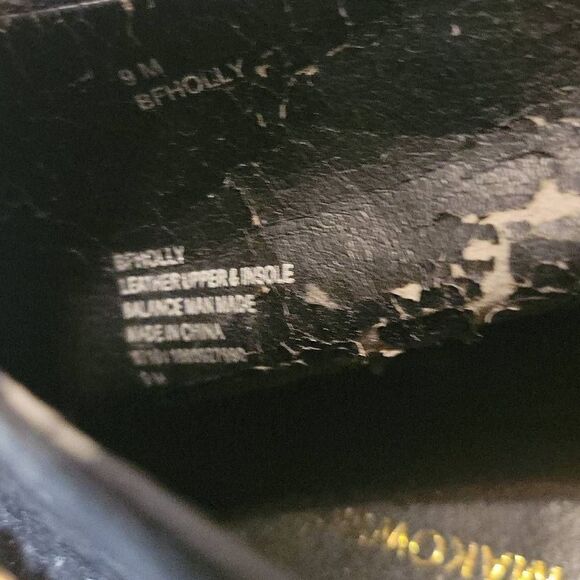 9 M
BFHOLLY
BFHOLLY
LEATHER UPPER & INSOLE
BALANCE MAN MADE
MADE IN CHINA